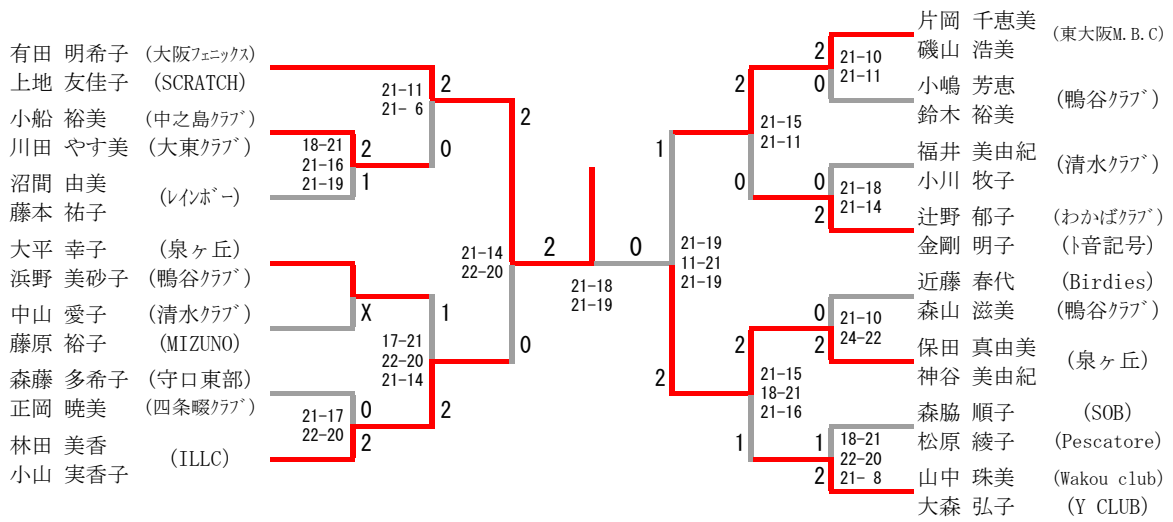 有田 明希子 (大阪フェニックス)
上地 友佳子 (SCRATCH)
小船 裕美 (中之島クラブ)
川田 やす美 (大東クラブ)
沼間 由美
(レインボー)
藤本 祐子
大平 幸子 (泉ヶ丘)
浜野 美砂子 (鴨谷クラブ)
中山 愛子 (清水クラブ)
藤原 裕子 (MIZUNO)
森藤 多希子 (守口東部)
正岡 暁美 (四条畷クラブ)
林田 美香
(ILLC)
小山 実香子
18-21
21-16
21-19
2
1
X
21-17
22-20
0
2
21-11
21- 6
2
0
17-21
22-20
21-14
1
2
21-14
22-20
2
0
2
0
21-18
21-19
1
2
21-19
11-21
21-19
2
0
21-15
21-11
2
1
21-15
18-21
21-16
2
0
21-10
21-11
0
2
21-18
21-14
0
2
21-10
24-22
1
2
18-21
22-20
21- 8
片岡 千恵美
(東大阪M.B.C)
磯山 浩美
小嶋 芳恵
(鴨谷クラブ)
鈴木 裕美
福井 美由紀
(清水クラブ)
小川 牧子
辻野 郁子 (わかばクラブ)
金剛 明子 (ト音記号)
近藤 春代 (Birdies)
森山 滋美 (鴨谷クラブ)
保田 真由美
(泉ヶ丘)
神谷 美由紀
森脇 順子 (SOB)
松原 綾子 (Pescatore)
山中 珠美 (Wakou club)
大森 弘子 (Y CLUB)